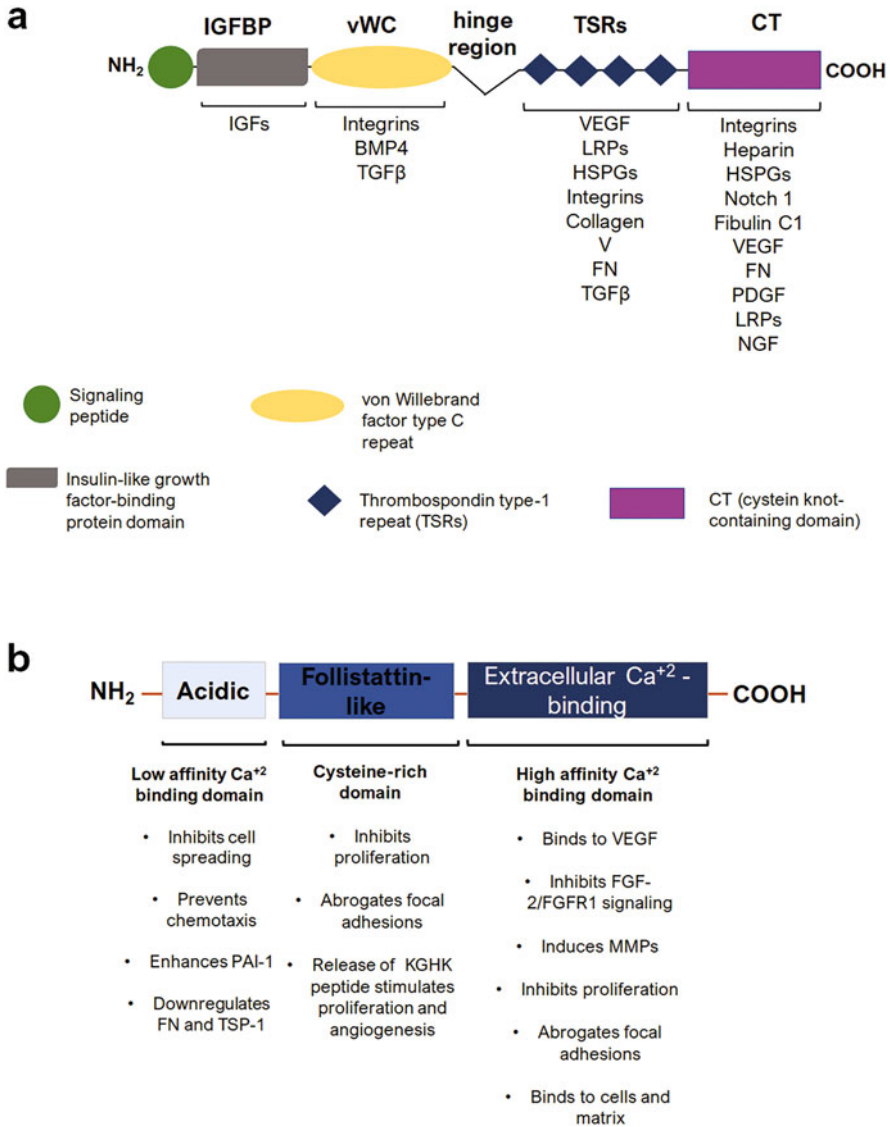 a
IGFBP
vWC
hinge
region
TSRs
CT
NH2
COOH
IGFs
Integrins
BMP4
TGFβ
VEGF
LRPs
HSPGs
Integrins
Collagen
V
FN
TGFβ
Integrins
Heparin
HSPGs
Notch 1
Fibulin C1
VEGF
FN
PDGF
LRPs
NGF
Signaling
peptide
von Willebrand
factor type C
repeat
Insulin-like growth
factor-binding
protein domain
Thrombospondin type-1
repeat (TSRs)
CT (cystein knot-
containing domain)
b
NH2
Acidic
Follistattin-
like
Extracellular Ca+2 -
binding
COOH
Low affinity Ca+2
binding domain
• Inhibits cell
spreading
• Prevents
chemotaxis
• Enhances PAI-1
• Downregulates
FN and TSP-1
Cysteine-rich
domain
• Inhibits
proliferation
• Abrogates focal
adhesions
• Release of KGHK
peptide stimulates
proliferation and
angiogenesis
High affinity Ca+2
binding domain
• Binds to VEGF
• Inhibits FGF-
2/FGFR1 signaling
• Induces MMPs
• Inhibits proliferation
• Abrogates focal
adhesions
• Binds to cells and
matrix